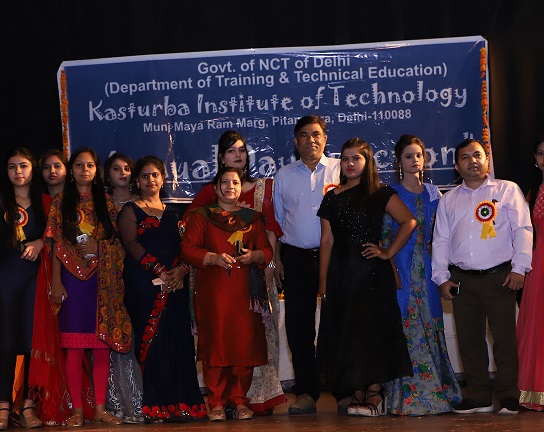 Govt. of NCT of Delhi
(Department of Training & Technical Education)
Kasturba Institute of Technology
Muni Maya Ram Marg, Delhi-110088
Day